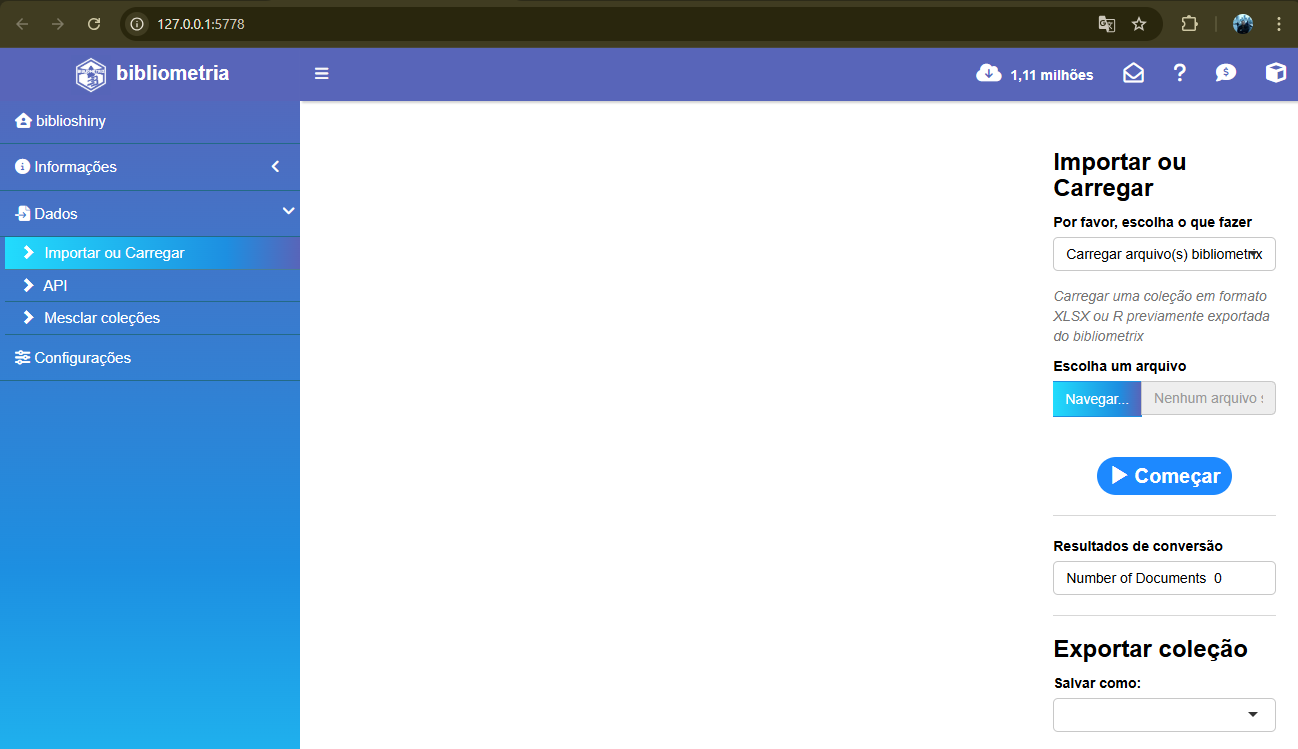 127.0.0.1:5778
bibliometria
1,11 milhões
biblioshiny
Informações
Dados
Importar ou Carregar
API
Mesclar coleções
Configurações
Importar ou
Carregar
Por favor, escolha o que fazer
Carregar arquivo(s) bibliometrix
Carregar uma coleção em formato
XLSX ou R previamente exportada
do bibliometrix
Escolha um arquivo
Navegar...
Nenhum arquivo s
Começar
Resultados de conversão
Number of Documents 0
Exportar coleção
Salvar como: